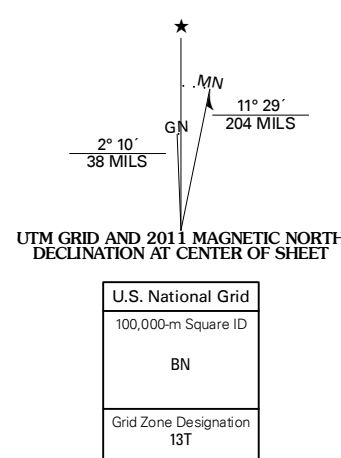 ★
MN
11° 29´
204 MILS
GN
2° 10´
38 MILS
UTM GRID AND 2011 MAGNETIC NORTH
DECLINATION AT CENTER OF SHEET
U.S. National Grid
100,000-m Square ID
BN
Grid Zone Designation
13T